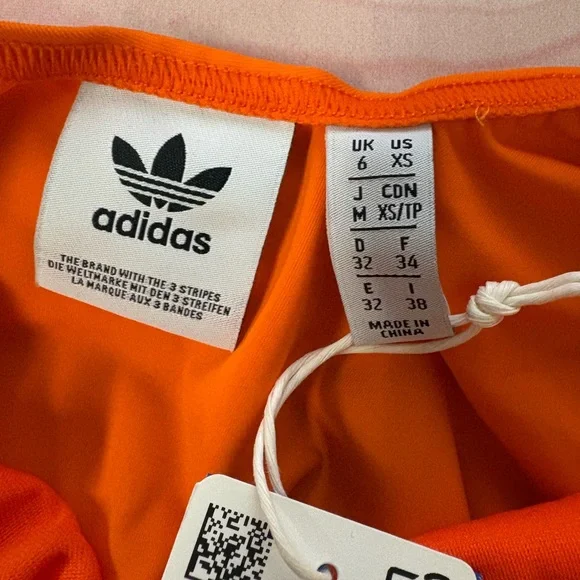 adidas
THE BRAND WITH THE 3 STRIPES
DIE WELTMARKE MIT DEN 3 STREIFEN
LA MARQUE AUX 3 BANDES
UK US
6 XS
J CDN
M XS/TP
D F
32 34
E I
32 38
MADE IN
CHINA